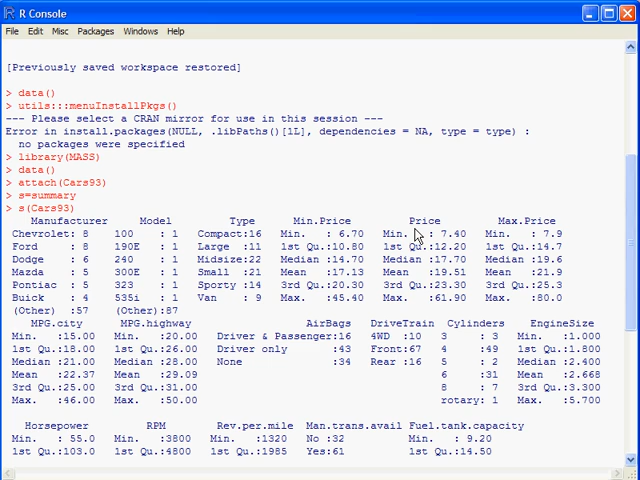 R Console
File Edit Misc Packages Windows Help
[Previously saved workspace restored]
> data()
> utils:::menuInstallPkgs()
--- Please select a CRAN mirror for use in this session ---
Error in install.packages(NULL, .libPaths()[1L], dependencies = NA, type = type) :
no packages were specified
> library(MASS)
> data()
> attach(Cars93)
> s=summary
> s(Cars93)
Manufacturer Model Type Min.Price Price Max.Price
Chevrolet: 8 100 : 1 Compact:16 Min. : 6.70 Min. : 7.40 Min. : 7.9
Ford : 8 190E : 1 Large :11 1st Qu.:10.80 1st Qu.:12.20 1st Qu.:14.7
Dodge : 6 240 : 1 Midsize:22 Median :14.70 Median :17.70 Median :19.6
Mazda : 5 300E : 1 Small :21 Mean :17.13 Mean :19.51 Mean :21.9
Pontiac : 5 323 : 1 Sporty :14 3rd Qu.:20.30 3rd Qu.:23.30 3rd Qu.:25.3
Buick : 4 535i : 1 Van : 9 Max. :45.40 Max. :61.90 Max. :80.0
(Other) :57 (Other):87
MPG.city MPG.highway AirBags DriveTrain Cylinders EngineSize
Min. :15.00 Min. :20.00 Driver & Passenger:16 4WD :10 3 : 3 Min. :1.000
1st Qu.:18.00 1st Qu.:26.00 Driver only :43 Front:67 4 :49 1st Qu.:1.800
Median :21.00 Median :28.00 None :34 Rear :16 5 : 2 Median :2.400
Mean :22.37 Mean :29.09 6 :31 Mean :2.668
3rd Qu.:25.00 3rd Qu.:31.00 8 : 7 3rd Qu.:3.300
Max. :46.00 Max. :50.00 rotary: 1 Max. :5.700
Horsepower RPM Rev.per.mile Man.trans.avail Fuel.tank.capacity
Min. : 55.0 Min. :3800 Min. :1320 No :32 Min. : 9.20
1st Qu.:103.0 1st Qu.:4800 1st Qu.:1985 Yes:61 1st Qu.:14.50